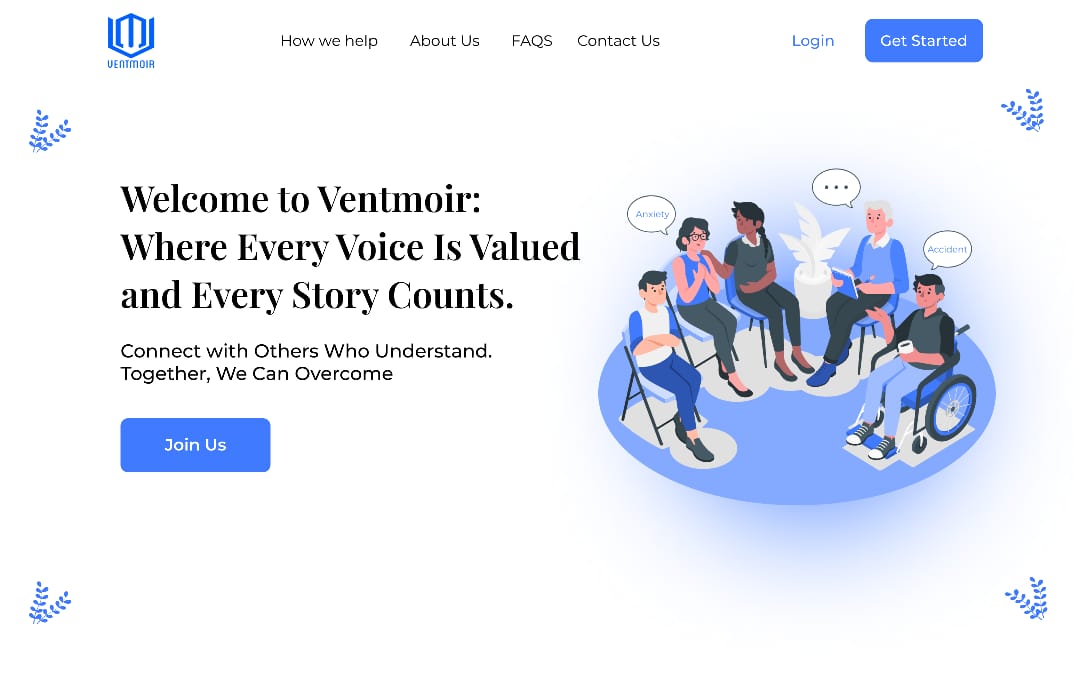 VENTMOIR
How we help About Us FAQS Contact Us Login Get Started
Welcome to Ventmoir:
Where Every Voice Is Valued
and Every Story Counts.
Connect with Others Who Understand.
Together, We Can Overcome
Join Us
...
Anxiety
Accident